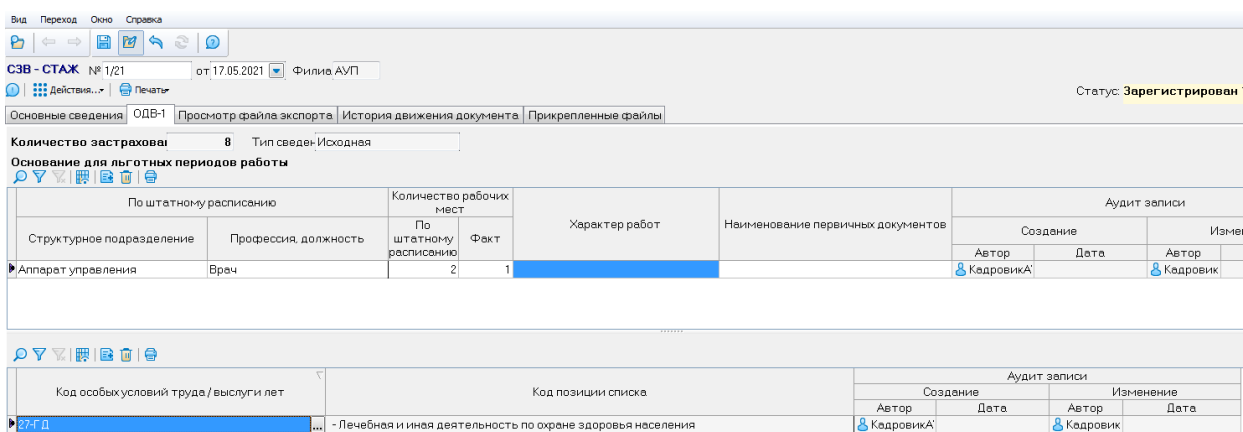 Вид Переход Окно Справка
СЗВ - СТАЖ № 1/21 от 17.05.2021 Филиа АУП
Действия... Печать
Статус: Зарегистрирован
Основные сведения ОДВ-1 Просмотр файла экспорта История движения документа Прикрепленные файлы
Количество застраховаı 8 Тип сведен Исходная
Основание для льготных периодов работы
По штатному расписанию
Количество рабочих
мест
Характер работ
Наименование первичных документов
Аудит записи
Структурное подразделение
Профессия, должность
По
штатному
расписанию
Факт
Создание
Измен
Автор Дата Автор
Аппарат управления Врач 2 1 КадровикА Кадровик
Код особых условий труда / выслуги лет
Код позиции списка
Аудит записи
Создание Изменение
Автор Дата Автор Дата
27-ГД ... - Лечебная и иная деятельность по охране здоровья населения КадровикА Кадровик